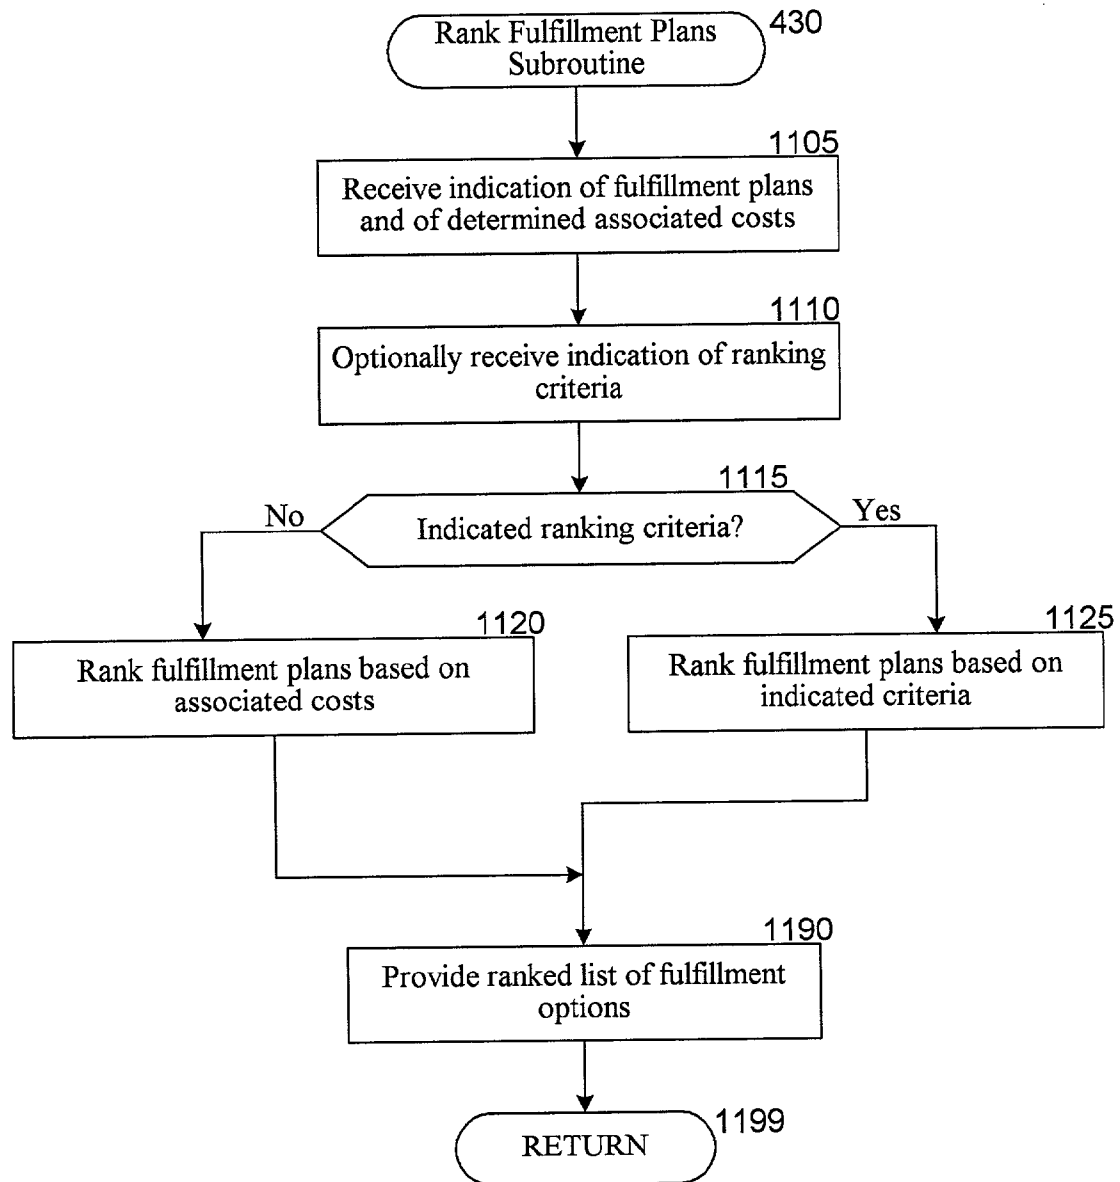 Rank Fulfillment Plans
Subroutine
430
1105
Receive indication of fulfillment plans
and of determined associated costs
1110
Optionally receive indication of ranking
criteria
1115
No
Indicated ranking criteria?
Yes
1120
Rank fulfillment plans based on
associated costs
1125
Rank fulfillment plans based on
indicated criteria
1190
Provide ranked list of fulfillment
options
RETURN
1199